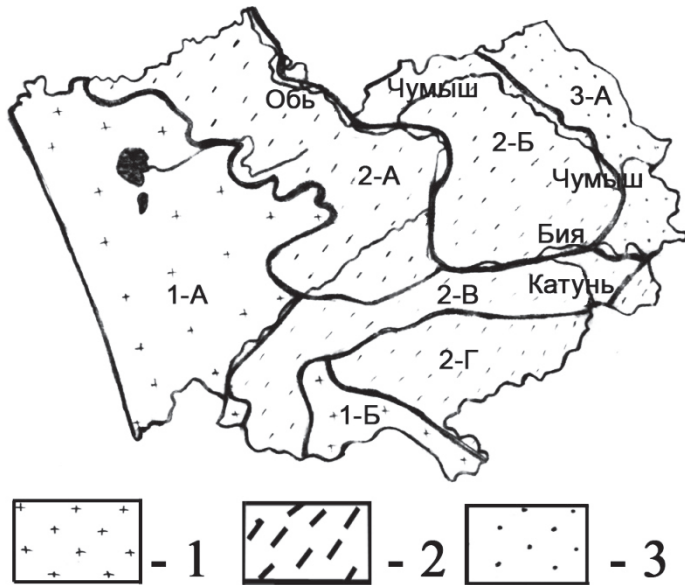 Обь
Чумыш
3-А
2-Б
2-А
Чумыш
Бия
Катунь
2-В
1-А
2-Г
1-Б
- 1
- 2
- 3